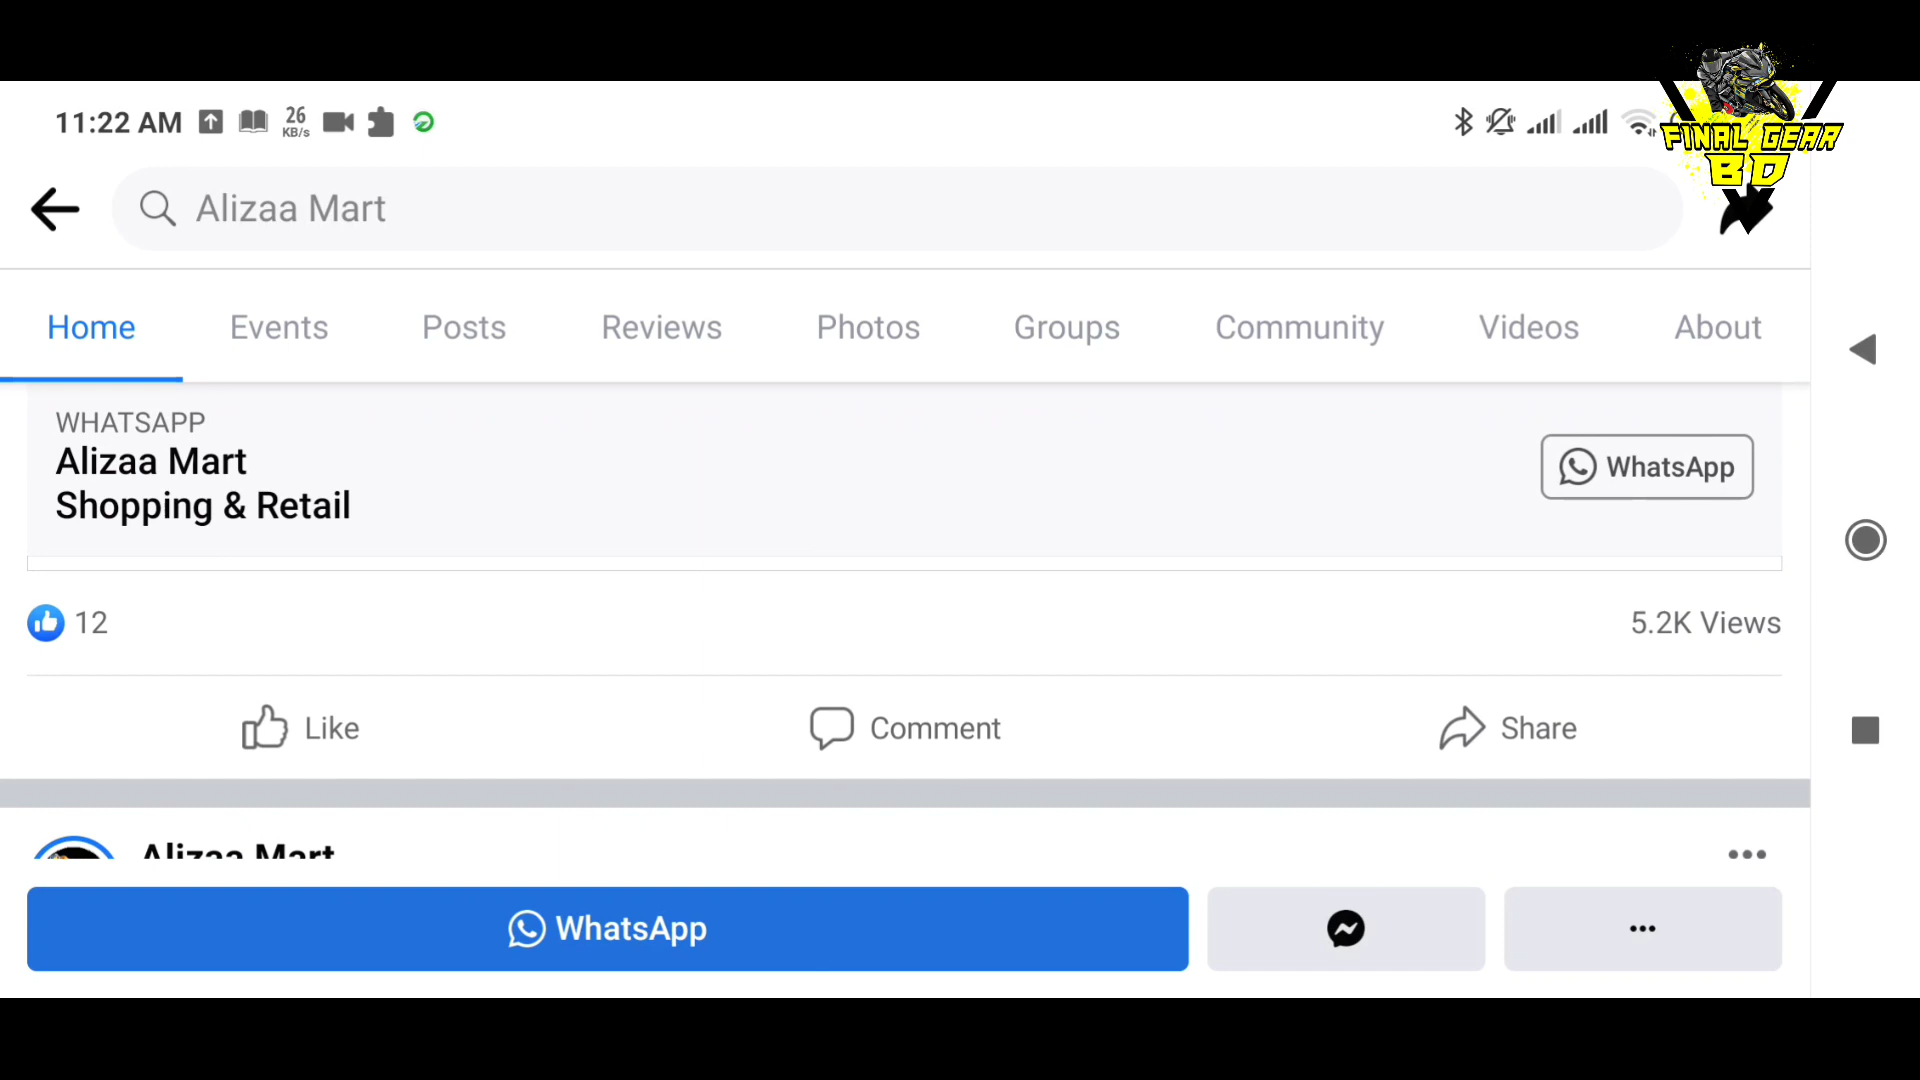 11:22 AM 26 KB/s
FINAL GEAR
BD
Alizaa Mart
Home Events Posts Reviews Photos Groups Community Videos About
WHATSAPP
Alizaa Mart
Shopping & Retail
WhatsApp
12 5.2K Views
Like Comment Share
Alizaa Mart
WhatsApp